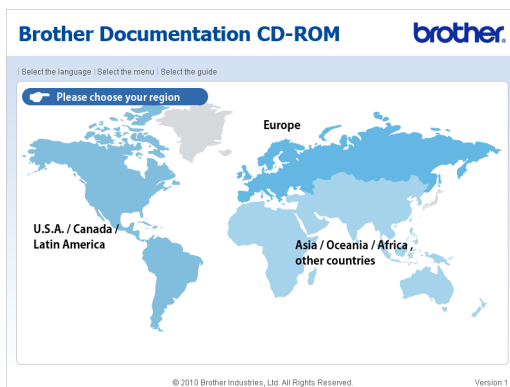 Brother Documentation CD-ROM
brother.
Select the language | Select the menu | Select the guide
Please choose your region
Europe
U.S.A. / Canada /
Latin America
Asia / Oceania / Africa ,
other countries
© 2010 Brother Industries, Ltd. All Rights Reserved.
Version 1